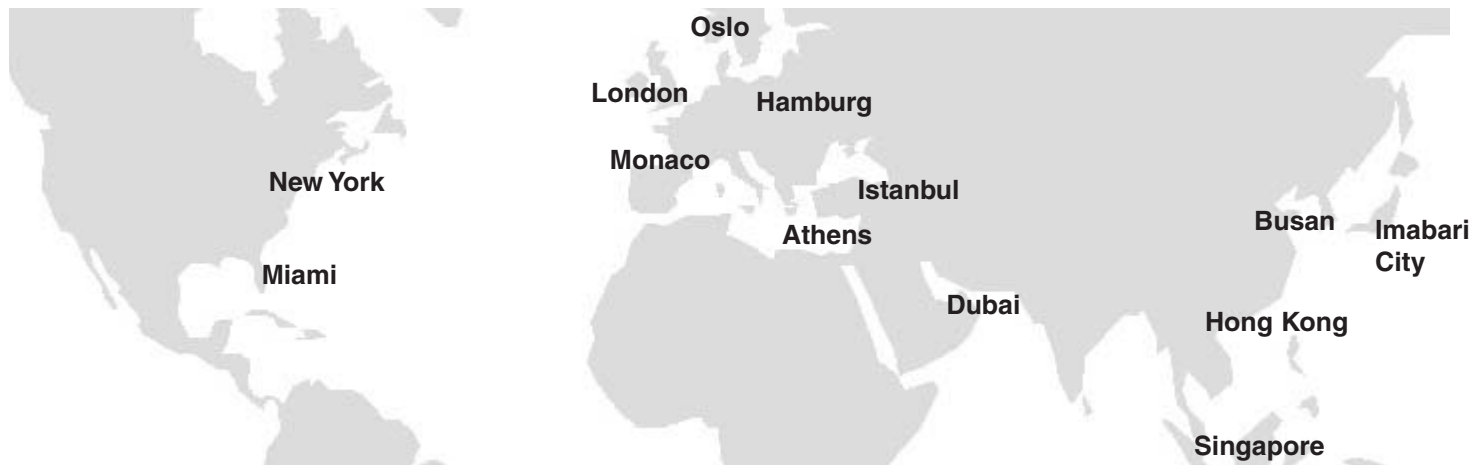 Oslo
London
Hamburg
Monaco
New York
Istanbul
Busan
Imabari
City
Athens
Miami
Dubai
Hong Kong
Singapore